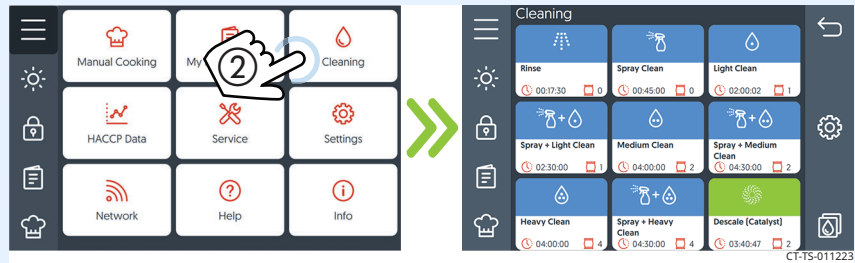 Manual Cooking
My
2
Cleaning
HACCP Data
Service
Settings
Network
Help
Info
Cleaning
Rinse
00:17:30 0
Spray Clean
00:45:00 0
Light Clean
02:00:02 1
Spray + Light Clean
02:30:00 1
Medium Clean
04:00:00 2
Spray + Medium
Clean
04:30:00 2
Heavy Clean
04:00:00 4
Spray + Heavy
Clean
04:30:00 4
Descale (Catalyst)
03:40:47 2
CT-TS-011223